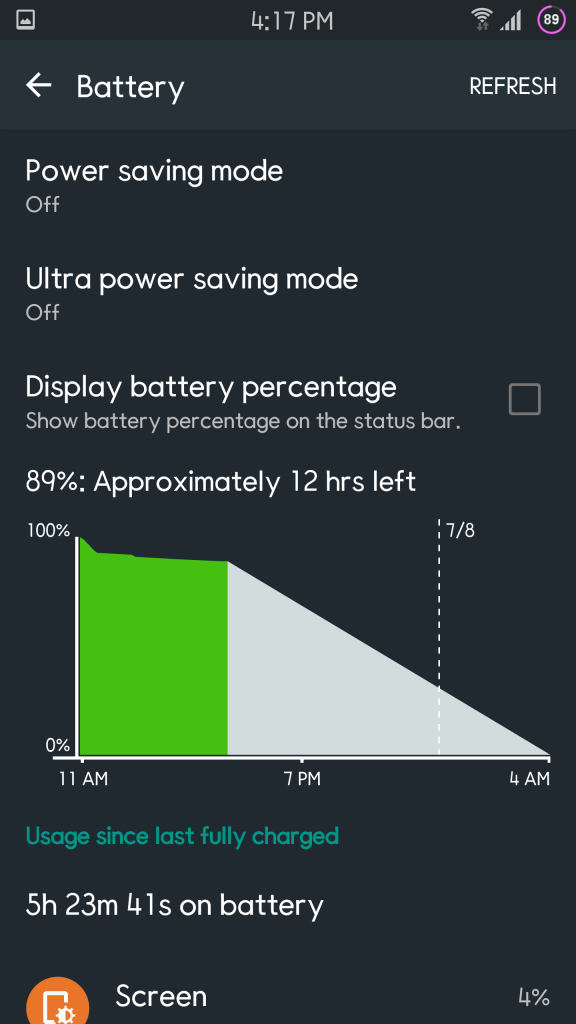 4:17 PM
89
Battery
REFRESH
Power saving mode
Off
Ultra power saving mode
Off
Display battery percentage
Show battery percentage on the status bar.
89%: Approximately 12 hrs left
100%
7/8
0%
11 AM
7 PM
4 AM
Usage since last fully charged
5h 23m 41s on battery
Screen
4%